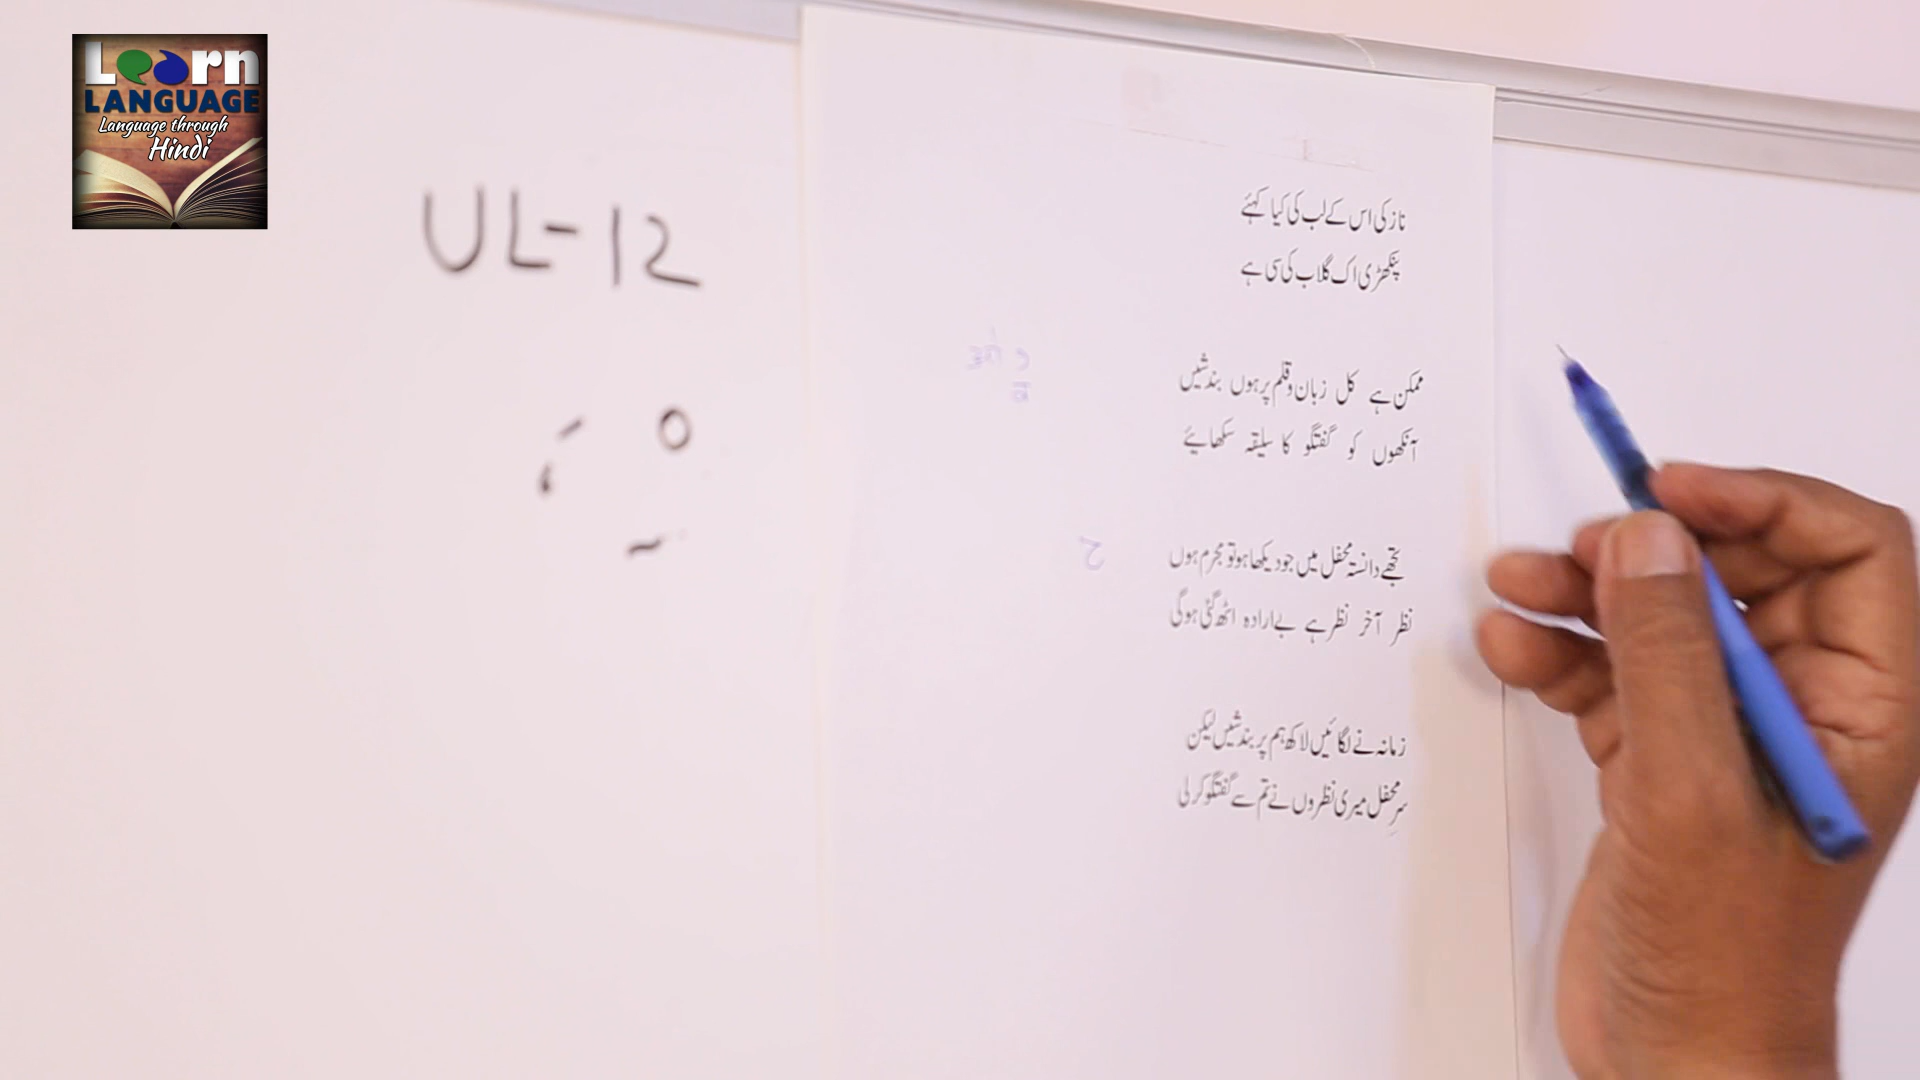 Learn
LANGUAGE
Language through
Hindi
UL-12
نازکی اس کے لب کی کیا کہئے
پنکھڑی اک گلاب کی سی ہے
ممکن ہے کل زبان و قلم پر ہوں بندشیں
آنکھوں کو گفتگو کا سلیقہ سکھایئے
تجھے دانستہ محفل میں جو دیکھا ہو تو مجرم ہوں
نظر آخر نظر ہے بے ارادہ اٹھ گئی ہوگی
زمانہ نے لگائیں لاکھ ہم پر بندشیں لیکن
سرِ محفل میری نظروں نے تم سے گفتگو کر لی